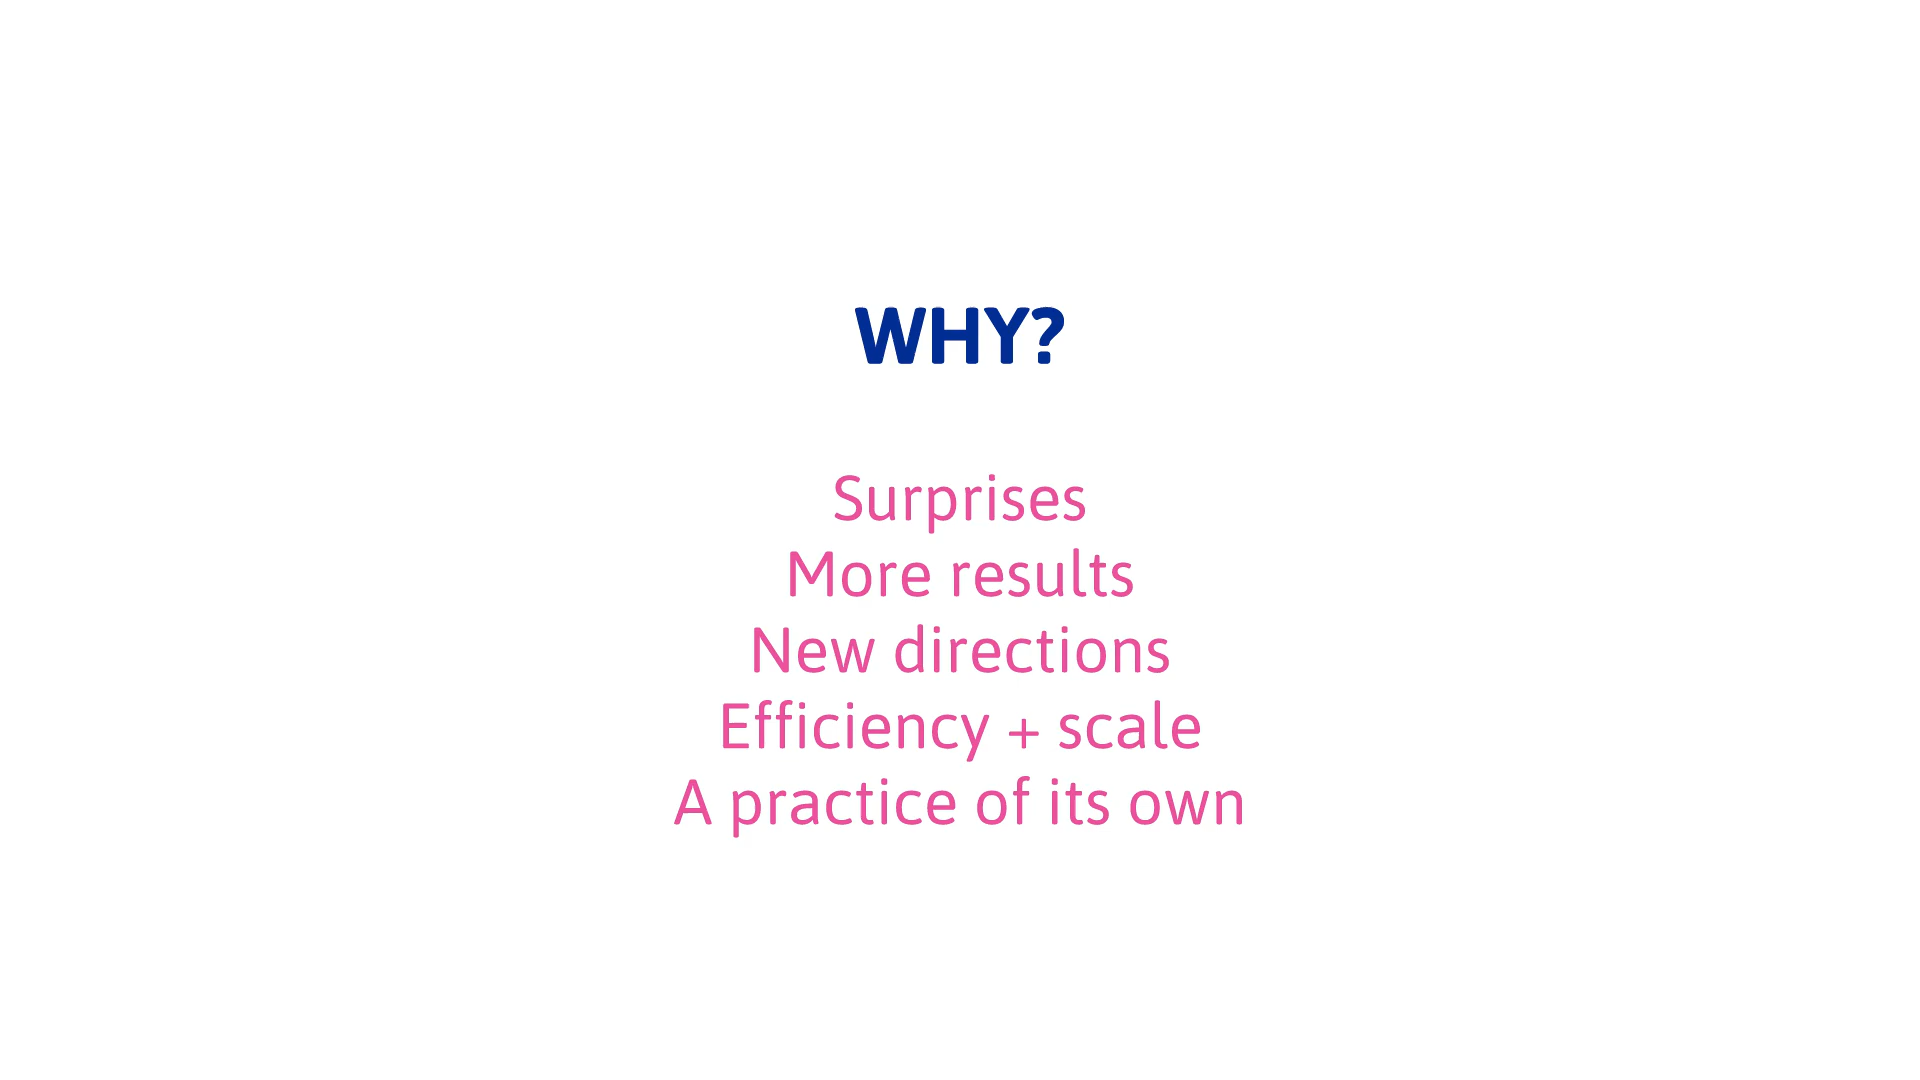 WHY?
Surprises
More results
New directions
Efficiency + scale
A practice of its own